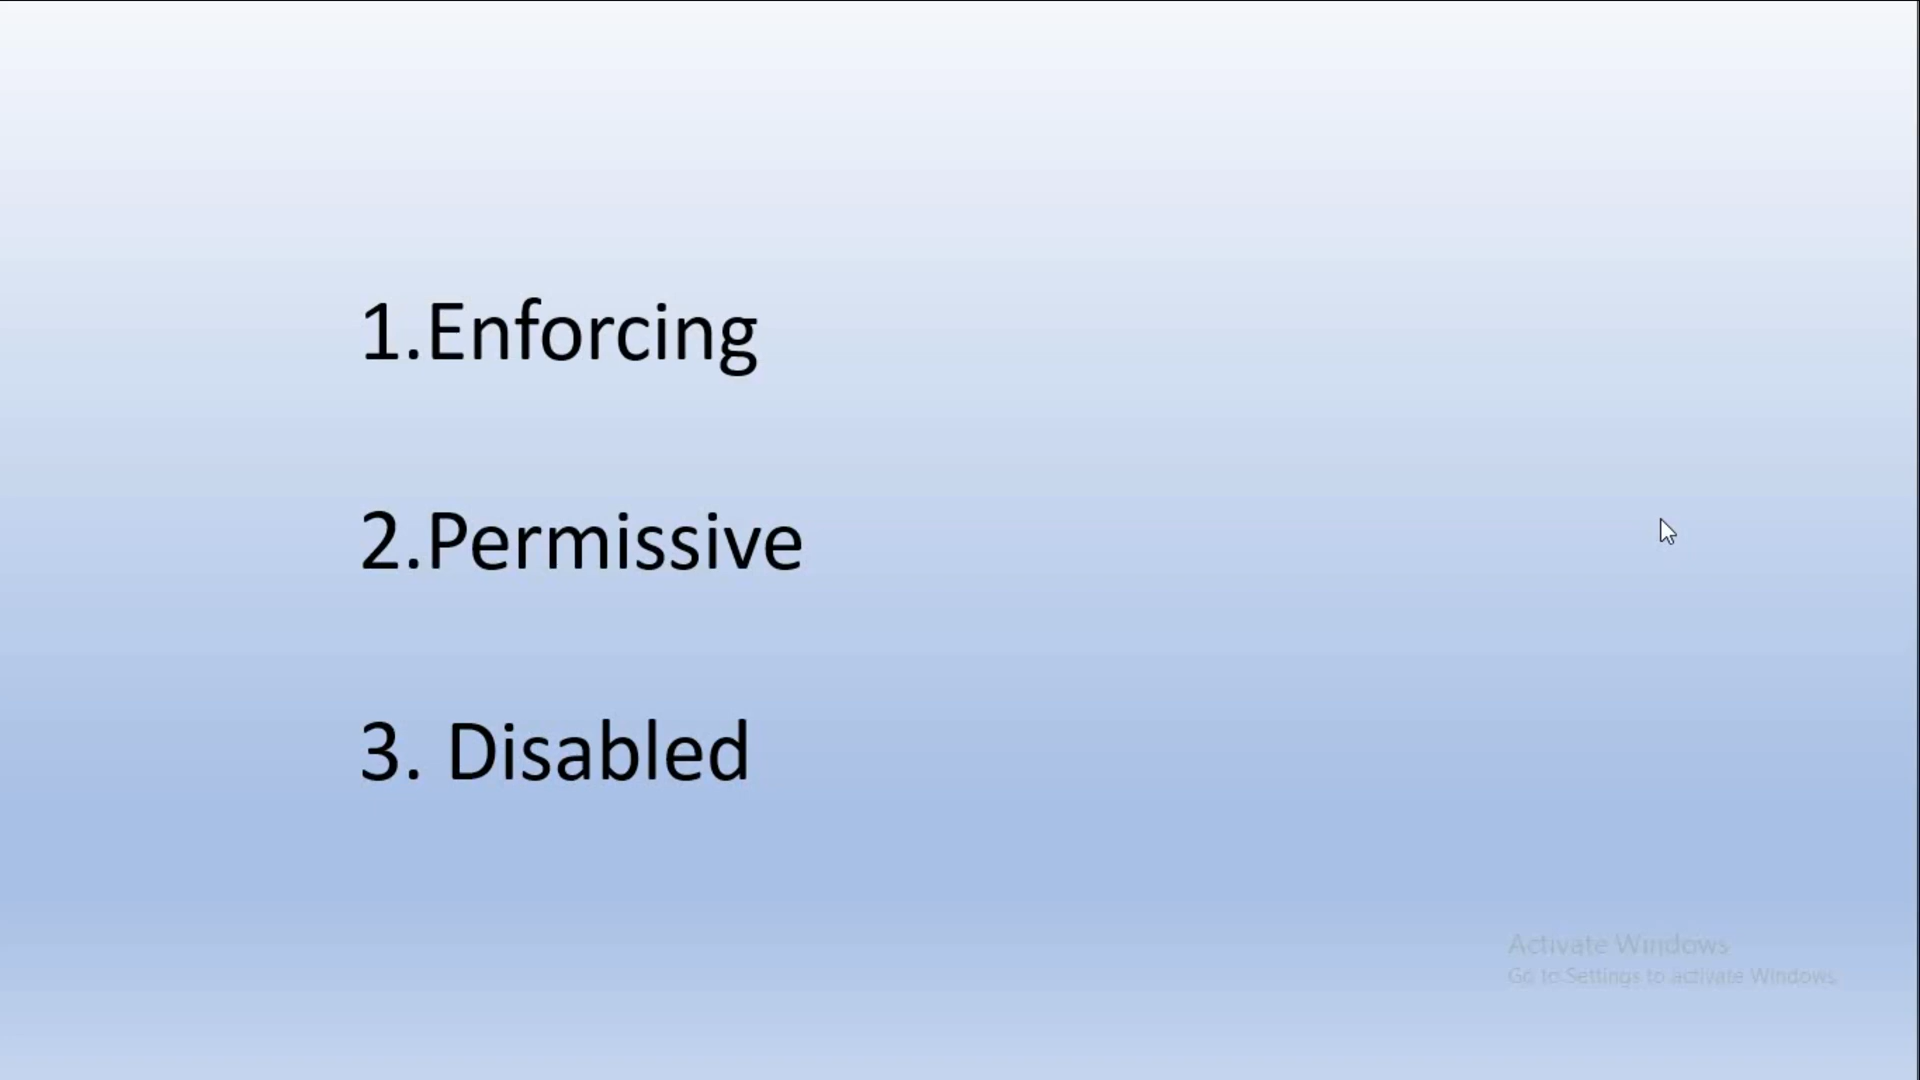 1.Enforcing
2.Permissive
3. Disabled
Activate Windows
Go to Settings to activate Windows.